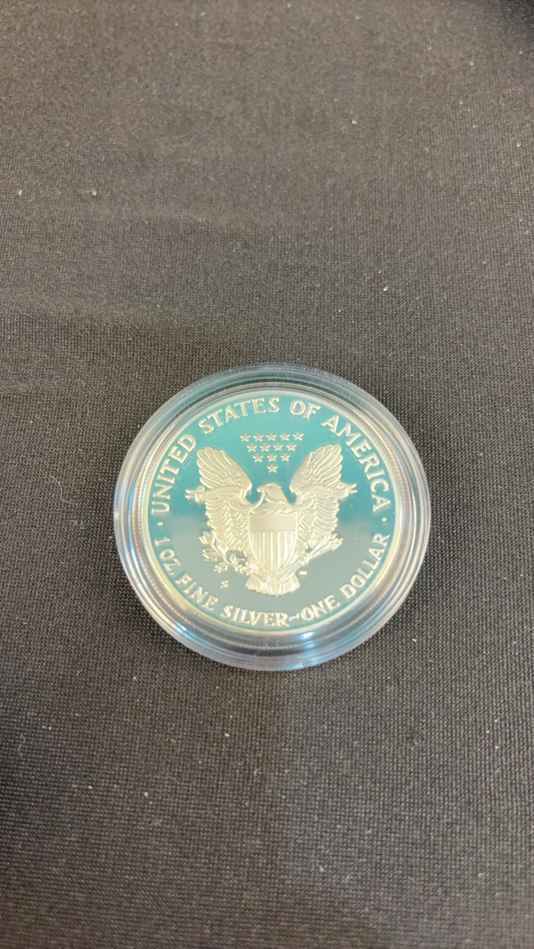 UNITED STATES OF AMERICA
1 OZ FINE SILVER~ONE DOLLAR
S